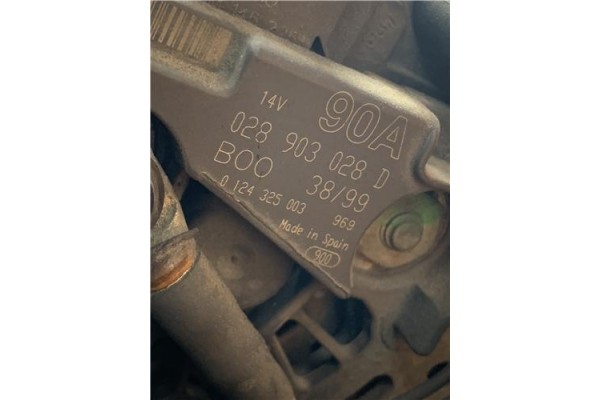 14V 90A
028 903 028 D
BOO 38/99
0 124 325 003 969
Made in Spain
900